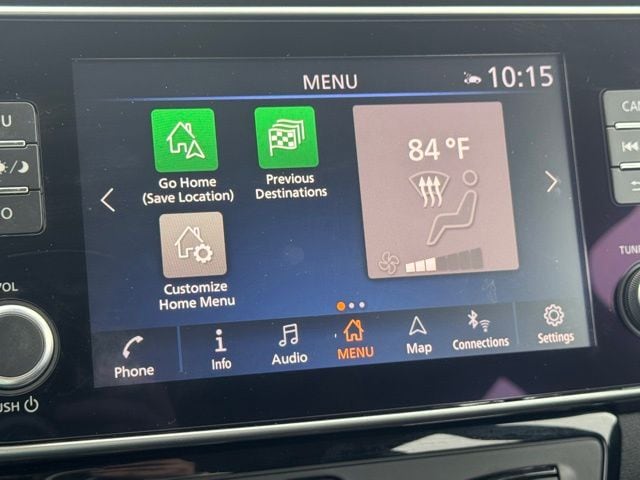 MENU
10:15
Go Home
(Save Location)
Previous
Destinations
84 °F
Customize
Home Menu
Phone
Info
Audio
MENU
Map
Connections
Settings
VOL
TUNE